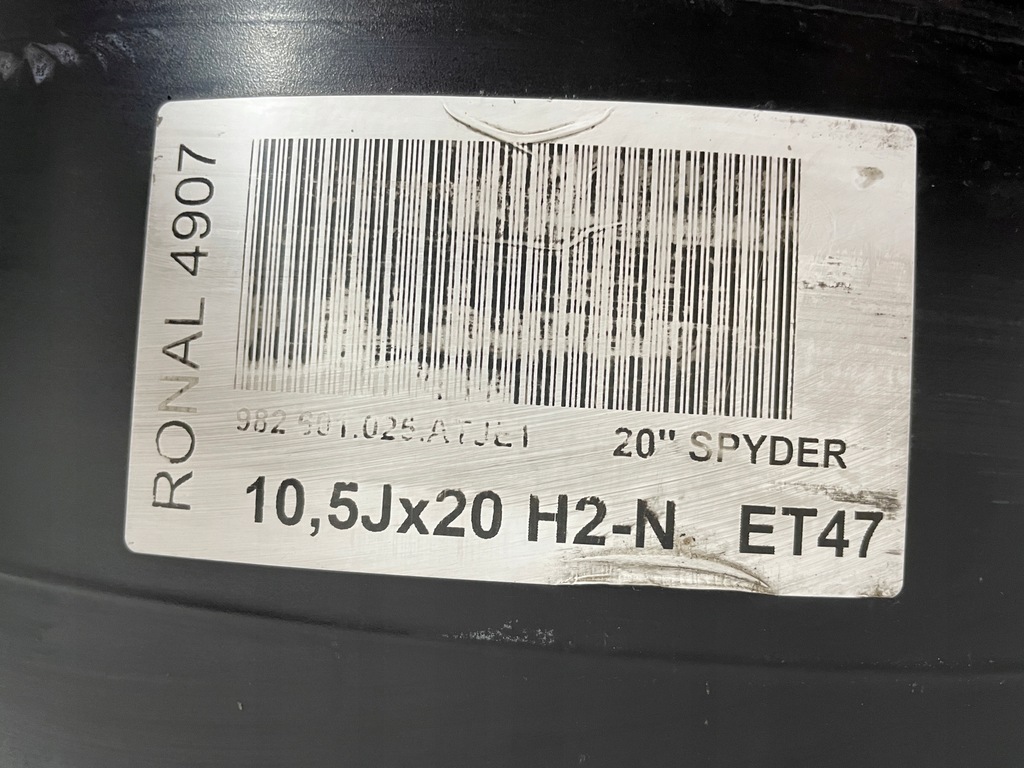 RONAL 4907
20" SPYDER
10,5Jx20 H2-N ET47